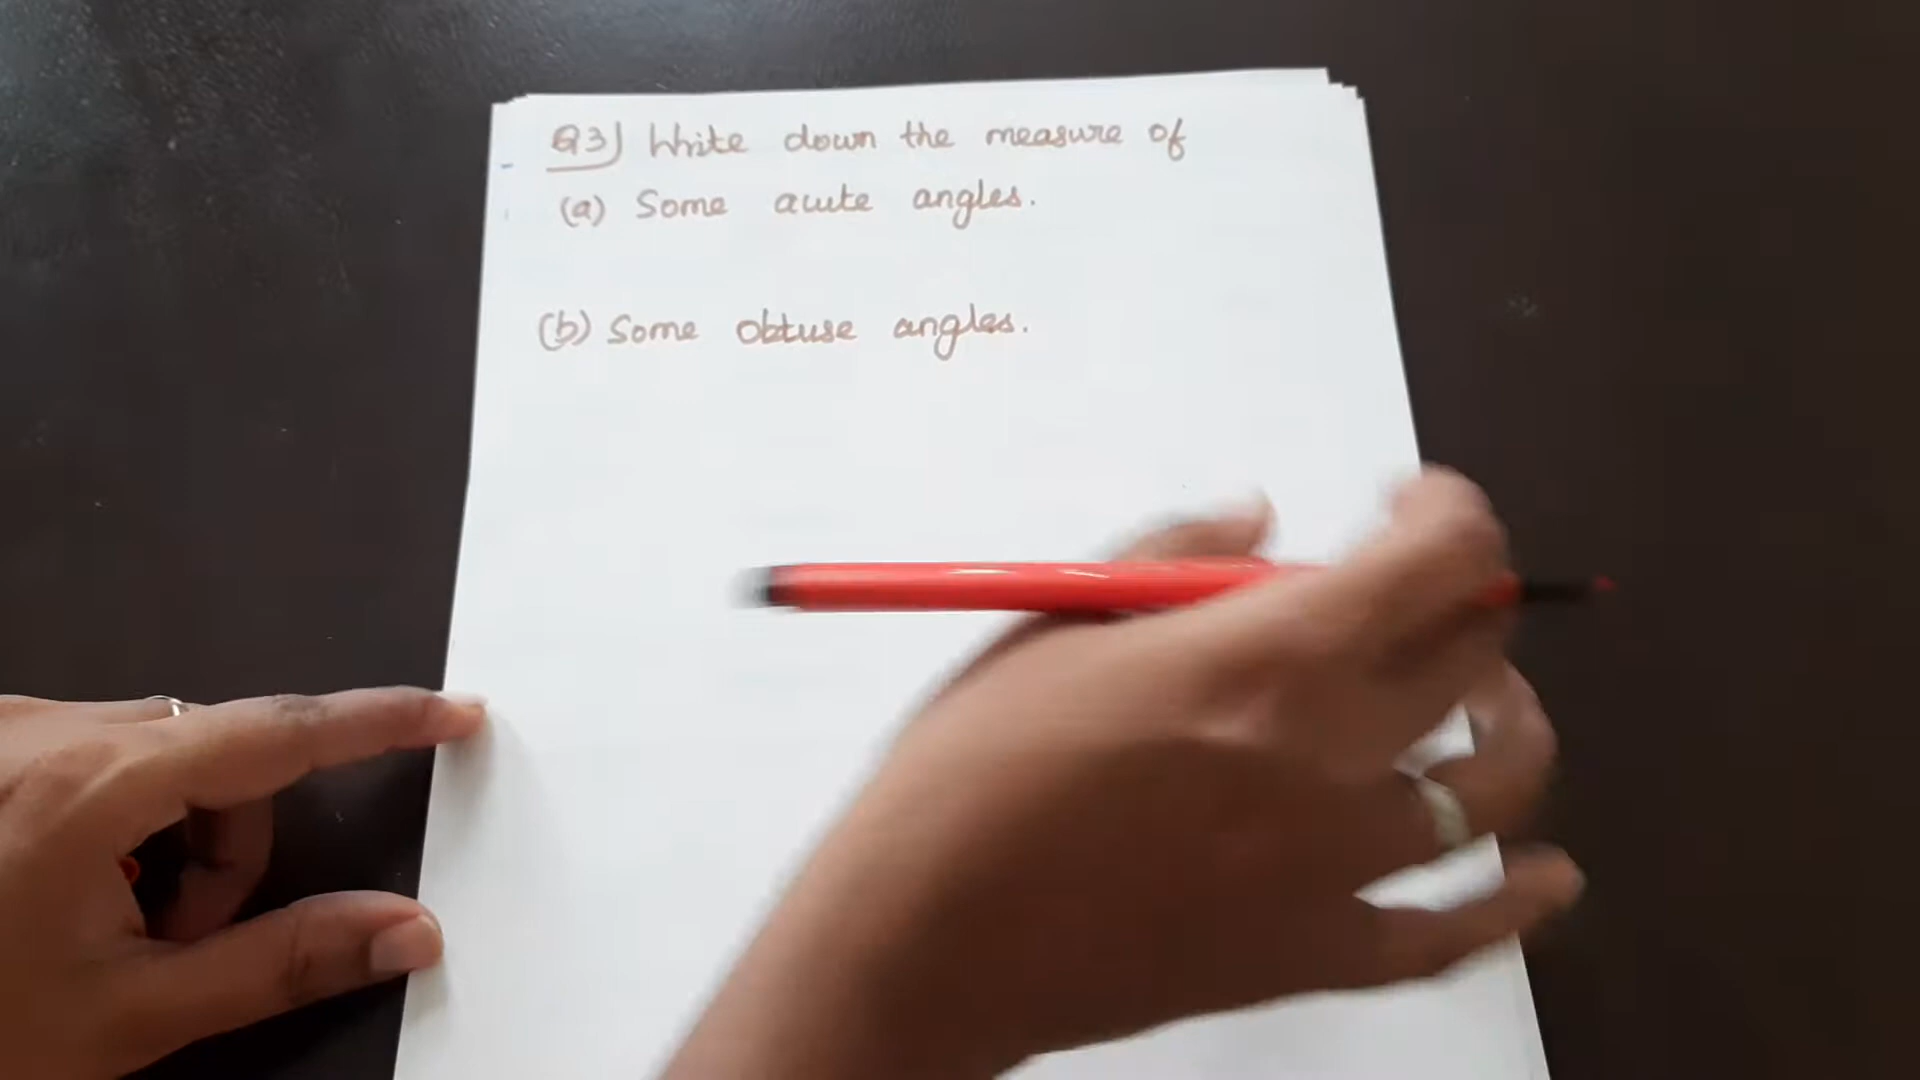 Q3) Write down the measure of
(a) Some acute angles.
(b) Some obtuse angles.